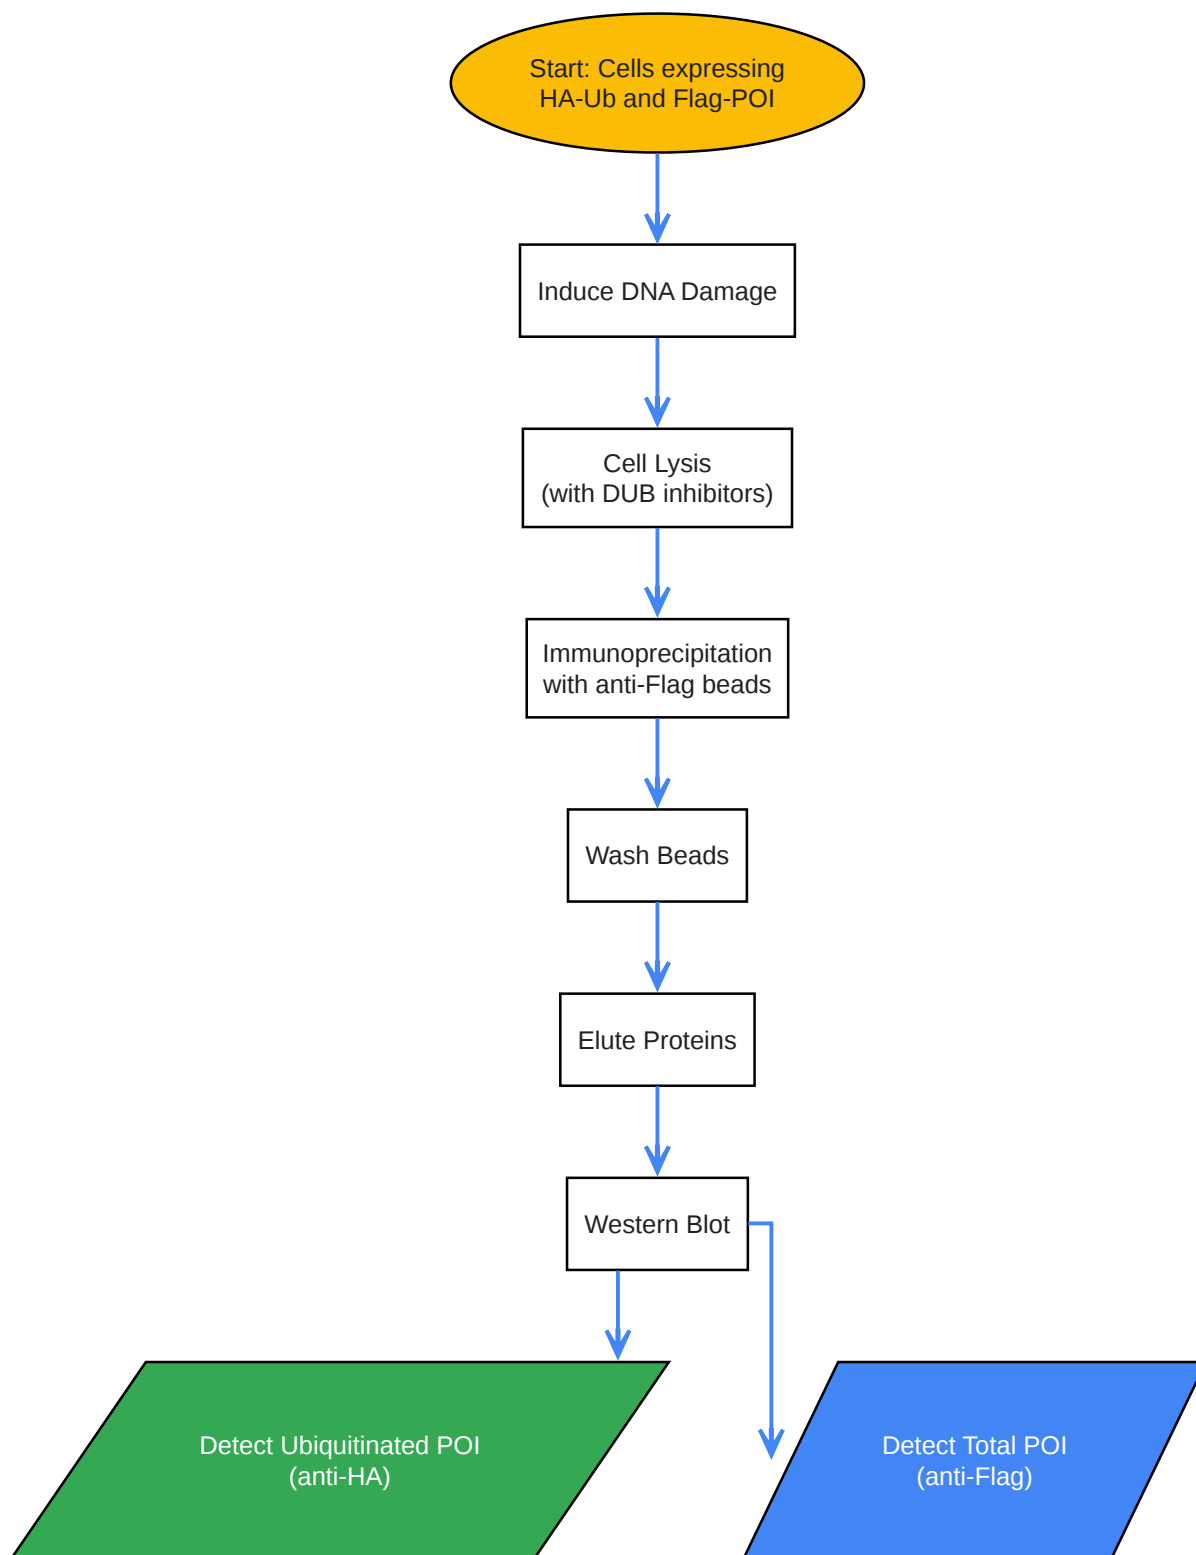 Start: Cells expressing
HA-Ub and Flag-POI
Induce DNA Damage
Cell Lysis
(with DUB inhibitors)
Immunoprecipitation
with anti-Flag beads
Wash Beads
Elute Proteins
Western Blot
Detect Ubiquitinated POI
(anti-HA)
Detect Total POI
(anti-Flag)